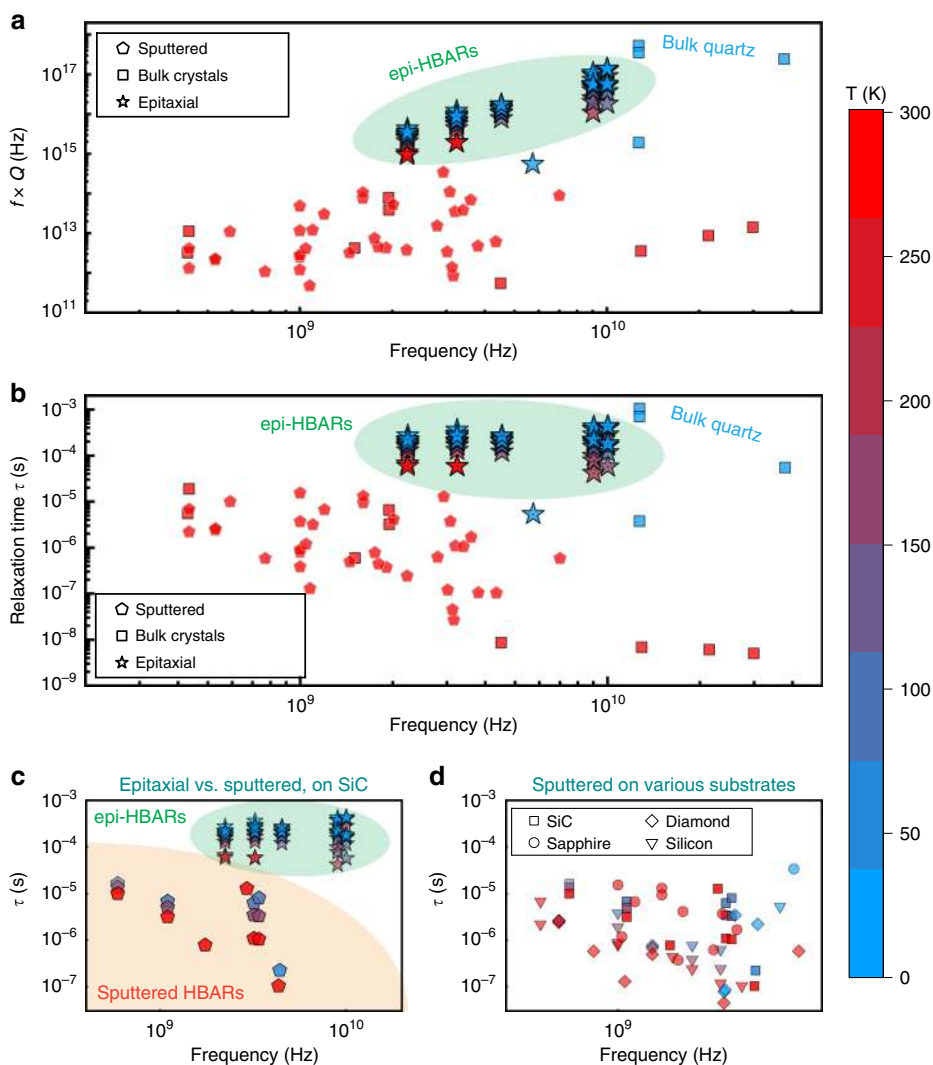 a
Sputtered
Bulk crystals
Epitaxial
epi-HBARs
Bulk quartz
10^17
10^15
10^13
10^11
f × Q (Hz)
10^9
10^10
Frequency (Hz)
T (K)
300
250
200
150
100
50
0
b
epi-HBARs
Bulk quartz
10^−3
10^−4
10^−5
10^−6
10^−7
10^−8
10^−9
Relaxation time τ (s)
Sputtered
Bulk crystals
Epitaxial
10^9
10^10
Frequency (Hz)
c
Epitaxial vs. sputtered, on SiC
epi-HBARs
10^−3
10^−4
10^−5
10^−6
10^−7
τ (s)
Sputtered HBARs
10^9
10^10
Frequency (Hz)
d
Sputtered on various substrates
SiC
Diamond
Sapphire
Silicon
10^−3
10^−4
10^−5
10^−6
10^−7
τ (s)
10^9
Frequency (Hz)